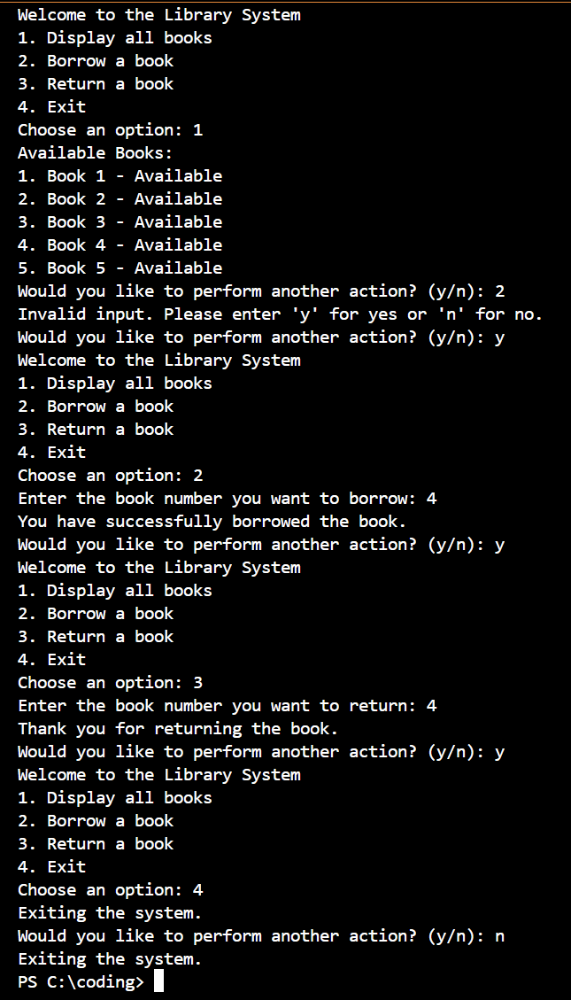 Welcome to the Library System
1. Display all books
2. Borrow a book
3. Return a book
4. Exit
Choose an option: 1
Available Books:
1. Book 1 - Available
2. Book 2 - Available
3. Book 3 - Available
4. Book 4 - Available
5. Book 5 - Available
Would you like to perform another action? (y/n): 2
Invalid input. Please enter 'y' for yes or 'n' for no.
Would you like to perform another action? (y/n): y
Welcome to the Library System
1. Display all books
2. Borrow a book
3. Return a book
4. Exit
Choose an option: 2
Enter the book number you want to borrow: 4
You have successfully borrowed the book.
Would you like to perform another action? (y/n): y
Welcome to the Library System
1. Display all books
2. Borrow a book
3. Return a book
4. Exit
Choose an option: 3
Enter the book number you want to return: 4
Thank you for returning the book.
Would you like to perform another action? (y/n): y
Welcome to the Library System
1. Display all books
2. Borrow a book
3. Return a book
4. Exit
Choose an option: 4
Exiting the system.
Would you like to perform another action? (y/n): n
Exiting the system.
PS C:\coding>